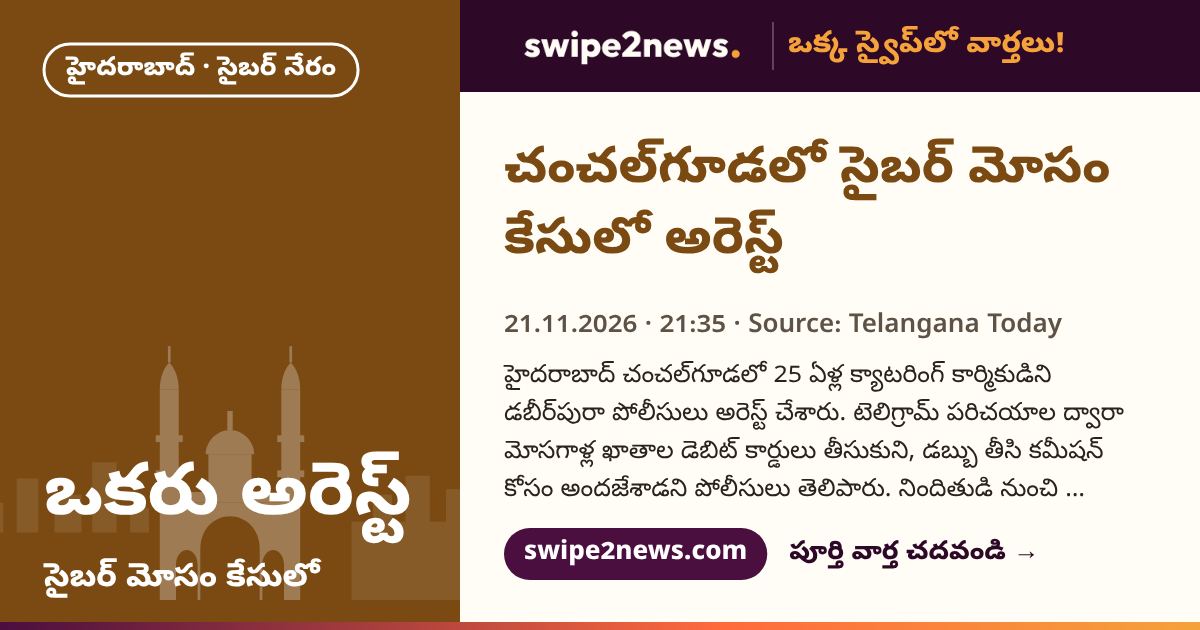 హైదరాబాద్ · సైబర్ నేరం
ఒకరు అరెస్ట్
సైబర్ మోసం కేసులో
swipe2news.
ఒక్క స్వైప్‌లో వార్తలు!
చంచల్‌గూడలో సైబర్ మోసం
కేసులో అరెస్ట్
21.11.2026 · 21:35 · Source: Telangana Today
హైదరాబాద్ చంచల్‌గూడలో 25 ఏళ్ల క్యాటరింగ్ కార్మికుడిని
డబీర్‌పురా పోలీసులు అరెస్ట్ చేశారు. టెలిగ్రామ్ పరిచయాల ద్వారా
మోసగాళ్ల ఖాతాల డెబిట్ కార్డులు తీసుకుని, డబ్బు తీసి కమీషన్
కోసం అందజేశాడని పోలీసులు తెలిపారు. నిందితుడి నుంచి ...
swipe2news.com
పూర్తి వార్త చదవండి →